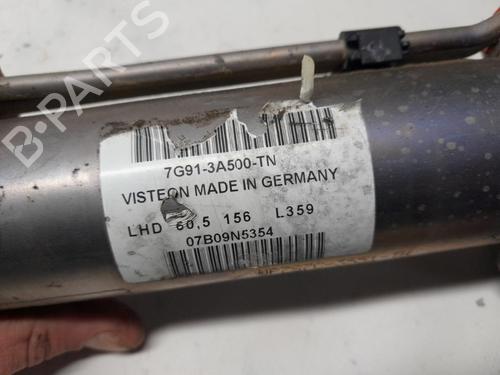 B-PARTS
7G91-3A500-TN
VISTEON MADE IN GERMANY
LHD 60,5 156 L359
07B09N5354